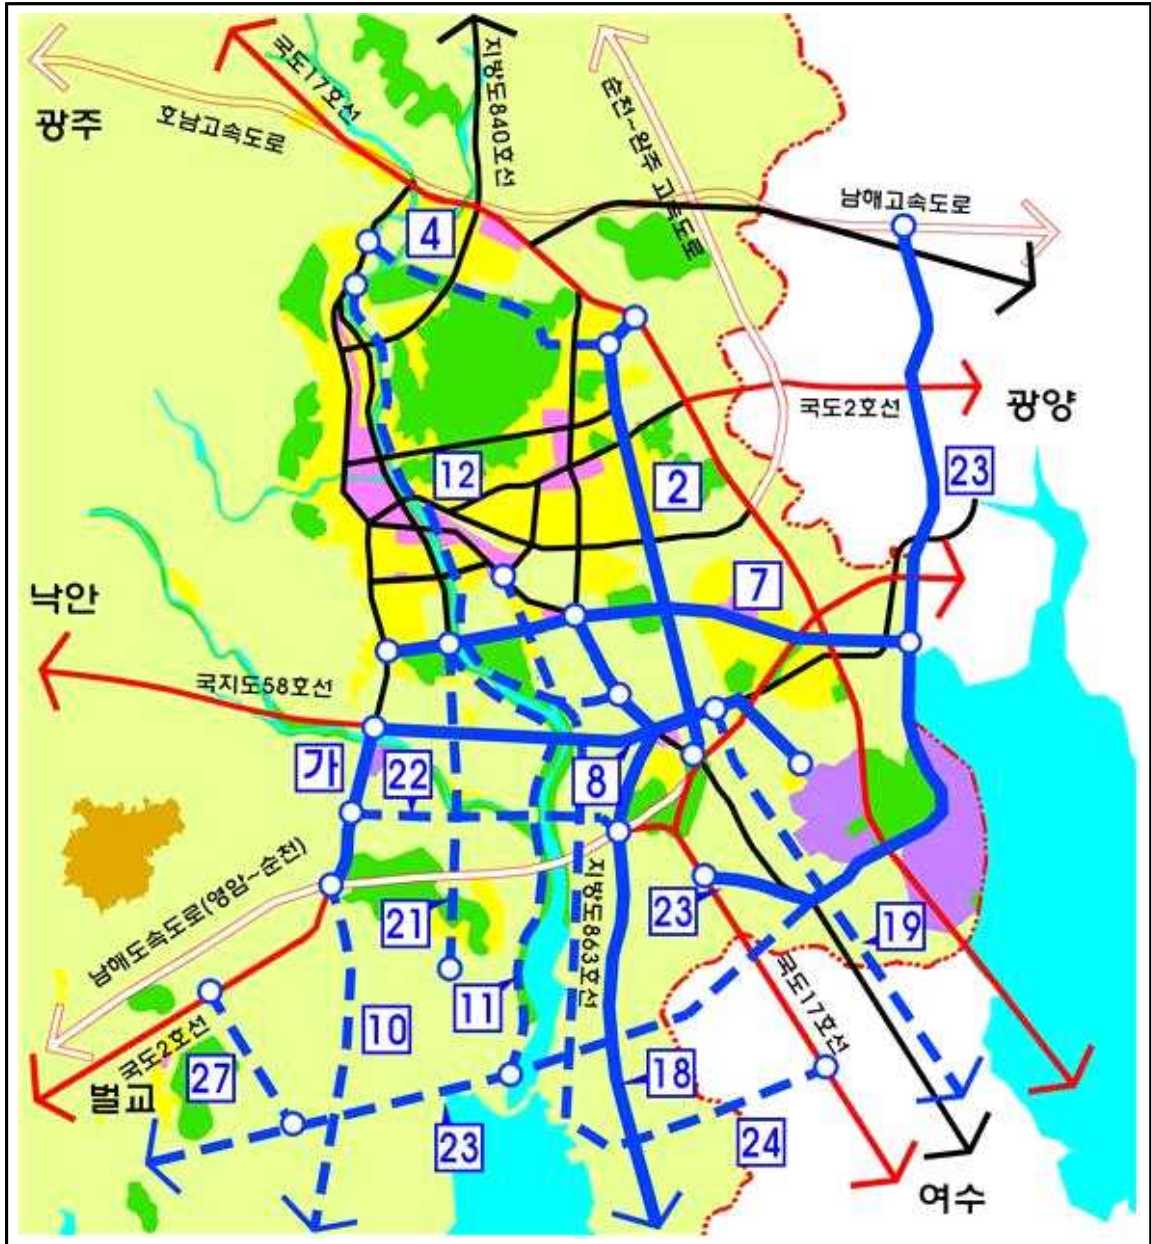 국도17호선
지방도840호선
순천~완주 고속도로
광주
호남고속도로
남해고속도로
4
국도2호선
광양
12
2
23
7
낙안
국지도58호선
가
22
8
남해도속도로(영암~순천)
21
지방도863호선
23
19
11
국도17호선
10
국도2호선
벌교
27
18
23
24
여수